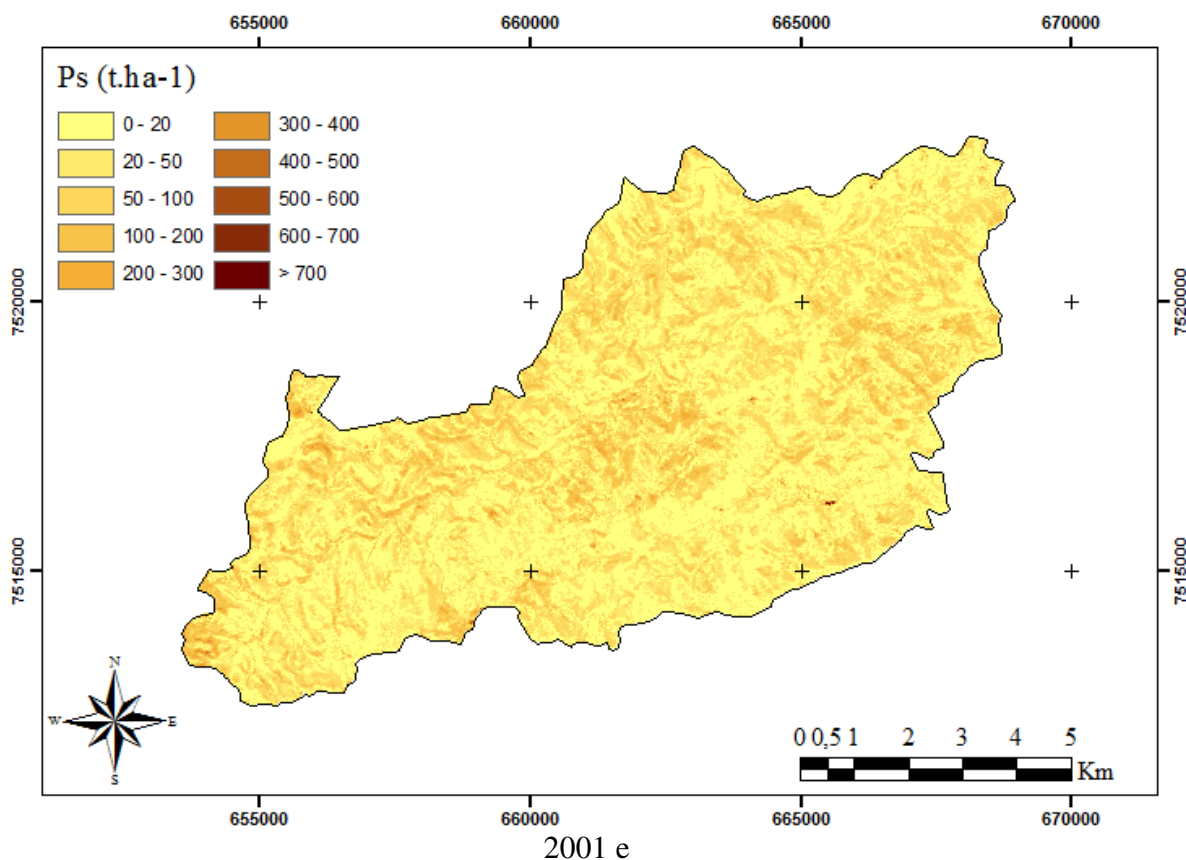 655000 660000 665000 670000
Ps (t.ha-1)
0 - 20 300 - 400
20 - 50 400 - 500
50 - 100 500 - 600
100 - 200 600 - 700
200 - 300 > 700
7520000 7520000
7515000 7515000
N
W E
S
0 0,5 1 2 3 4 5
Km
655000 660000 665000 670000
2001 e